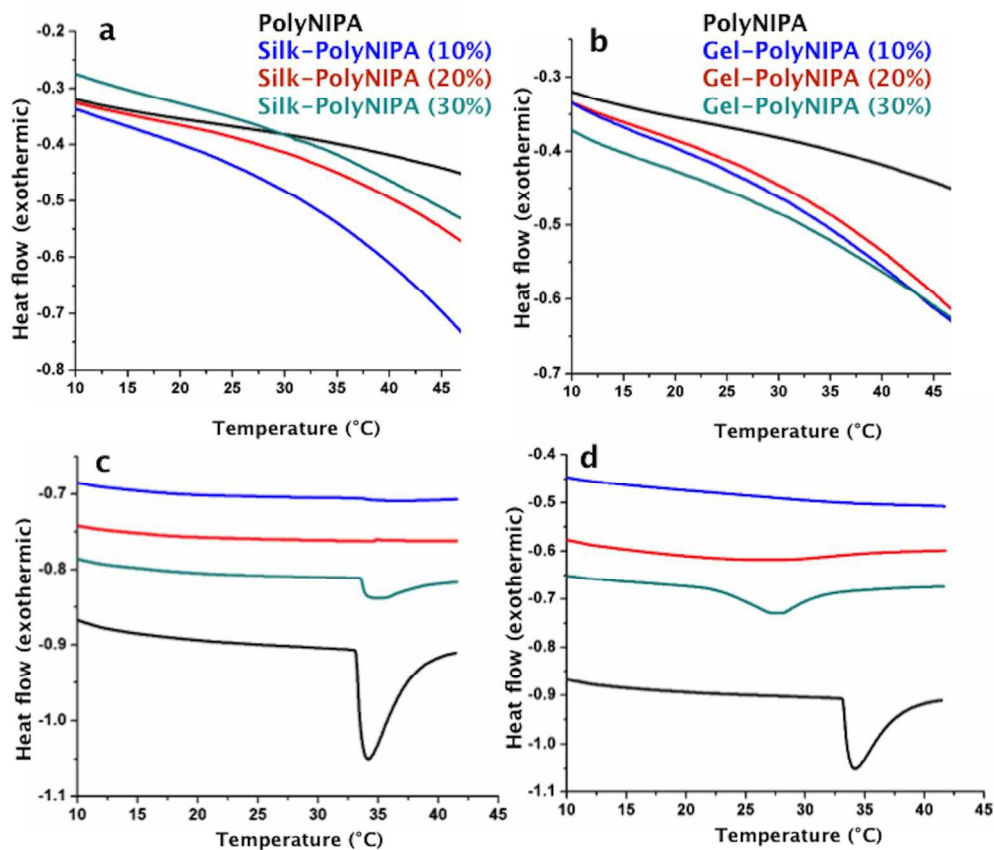 a
PolyNIPA
Silk-PolyNIPA (10%)
Silk-PolyNIPA (20%)
Silk-PolyNIPA (30%)
Heat flow (exothermic)
-0.2
-0.3
-0.4
-0.5
-0.6
-0.7
-0.8
10 15 20 25 30 35 40 45
Temperature (°C)
b
PolyNIPA
Gel-PolyNIPA (10%)
Gel-PolyNIPA (20%)
Gel-PolyNIPA (30%)
Heat flow (exothermic)
-0.3
-0.4
-0.5
-0.6
-0.7
10 15 20 25 30 35 40 45
Temperature (°C)
c
Heat flow (exothermic)
-0.7
-0.8
-0.9
-1.0
-1.1
10 15 20 25 30 35 40 45
Temperature (°C)
d
Heat flow (exothermic)
-0.4
-0.5
-0.6
-0.7
-0.8
-0.9
-1.0
-1.1
10 15 20 25 30 35 40 45
Temperature (°C)